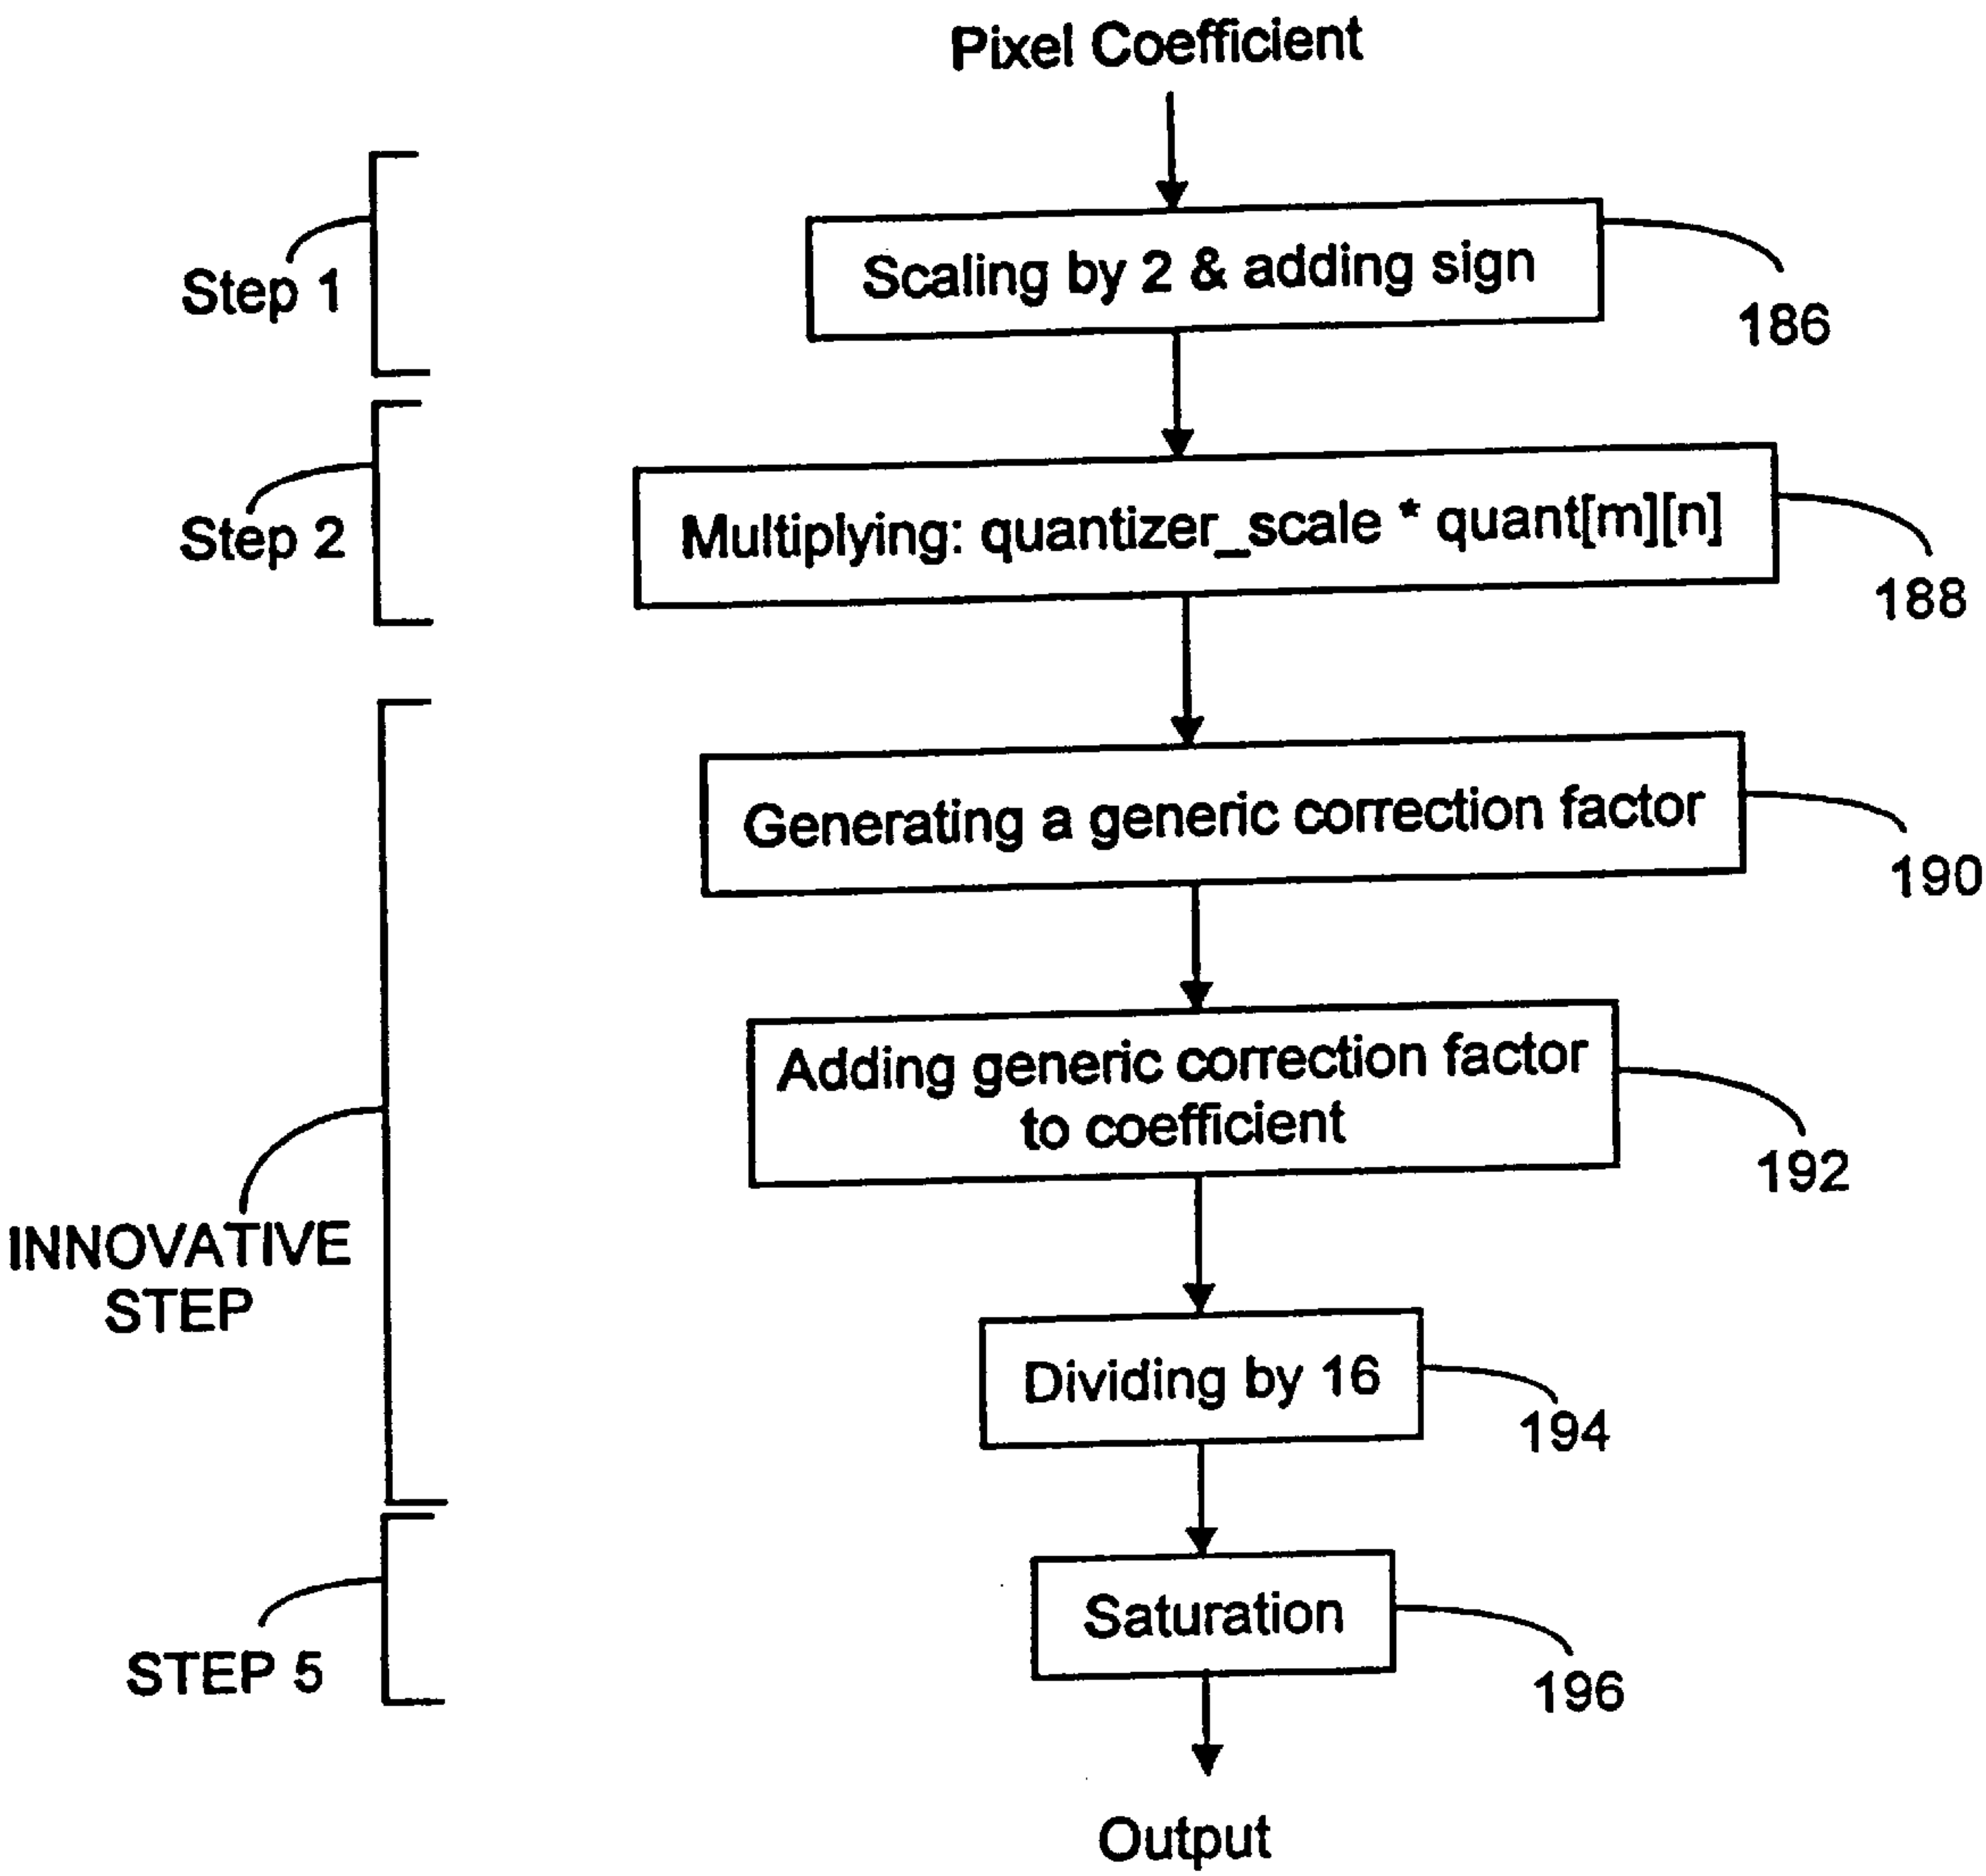 Pixel Coefficient
Step 1
Scaling by 2 & adding sign
186
Step 2
Multiplying: quantizer_scale * quant[m][n]
188
Generating a generic correction factor
190
Adding generic correction factor
to coefficient
192
INNOVATIVE
STEP
Dividing by 16
194
Saturation
STEP 5
196
Output